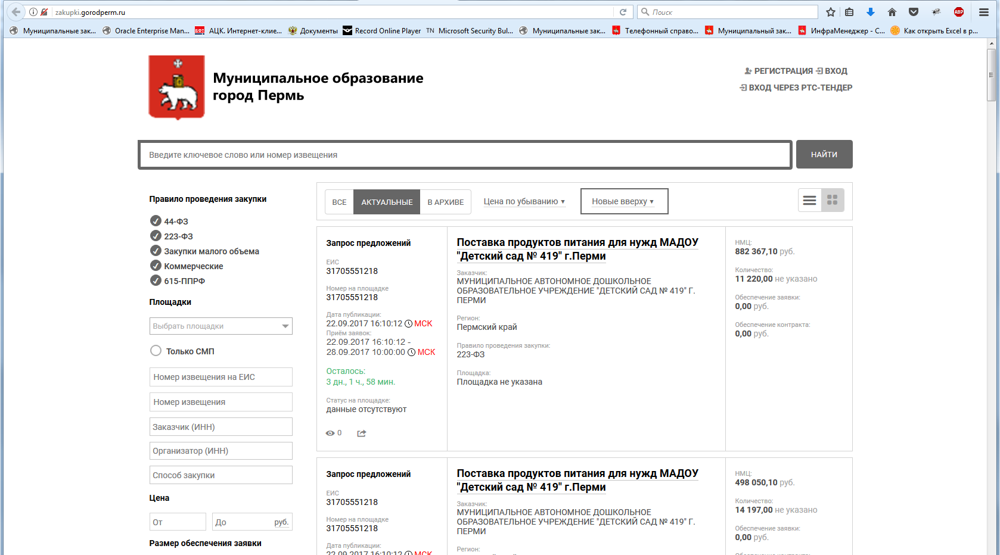 zakupki.gorodperm.ru
Поиск
ABP
Муниципальные зак...
Oracle Enterprise Man...
БФТ
АЦК. Интернет-клие...
Документы
Record Online Player
TN
Microsoft Security Bul...
Муниципальные зак...
Телефонный справо...
Муниципальный зак...
ИнфраМенеджер - С...
Как открыть Excel в р...
Муниципальное образование
город Пермь
РЕГИСТРАЦИЯ ВХОД
ВХОД ЧЕРЕЗ РТС-ТЕНДЕР
Введите ключевое слово или номер извещения
НАЙТИ
Правило проведения закупки
44-ФЗ
223-ФЗ
Закупки малого объема
Коммерческие
615-ППРФ
Площадки
Выбрать площадки
Только СМП
Номер извещения на ЕИС
Номер извещения
Заказчик (ИНН)
Организатор (ИНН)
Способ закупки
Цена
От
До
руб.
Размер обеспечения заявки
ВСЕ
АКТУАЛЬНЫЕ
В АРХИВЕ
Цена по убыванию ▾
Новые вверху ▾
Запрос предложений
ЕИС
31705551218
Номер на площадке
31705551218
Дата публикации:
22.09.2017 16:10:12 МСК
Приём заявок:
22.09.2017 16:10:12 -
28.09.2017 10:00:00 МСК
Осталось:
3 дн., 1 ч., 58 мин.
Статус на площадке:
данные отсутствуют
0
Поставка продуктов питания для нужд МАДОУ
"Детский сад № 419" г.Перми
Заказчик:
МУНИЦИПАЛЬНОЕ АВТОНОМНОЕ ДОШКОЛЬНОЕ
ОБРАЗОВАТЕЛЬНОЕ УЧРЕЖДЕНИЕ "ДЕТСКИЙ САД № 419" Г.
ПЕРМИ
Регион:
Пермский край
Правило проведения закупки:
223-ФЗ
Площадка:
Площадка не указана
НМЦ:
882 367,10 руб.
Количество:
11 220,00 не указано
Обеспечение заявки:
0,00 руб.
Обеспечение контракта:
0,00 руб.
Запрос предложений
ЕИС
31705551218
Номер на площадке
31705551218
Дата публикации:
22.09.2017 16:10:12 МСК
Поставка продуктов питания для нужд МАДОУ
"Детский сад № 419" г.Перми
Заказчик:
МУНИЦИПАЛЬНОЕ АВТОНОМНОЕ ДОШКОЛЬНОЕ
ОБРАЗОВАТЕЛЬНОЕ УЧРЕЖДЕНИЕ "ДЕТСКИЙ САД № 419" Г.
ПЕРМИ
Регион:
НМЦ:
498 050,10 руб.
Количество:
14 197,00 не указано
Обеспечение заявки:
0,00 руб.